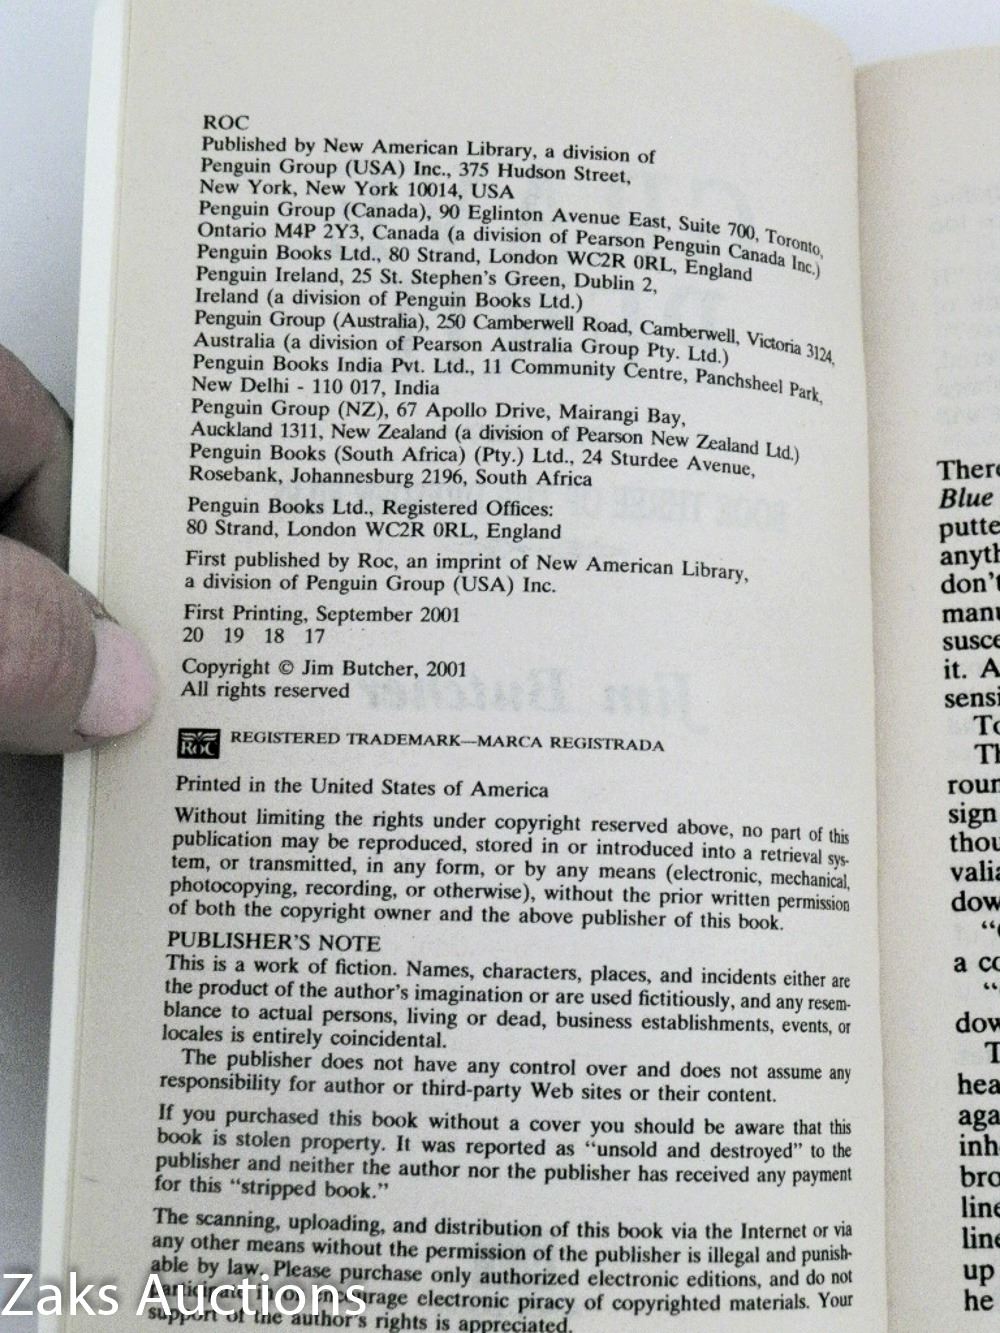 ROC
Published by New American Library, a division of
Penguin Group (USA) Inc., 375 Hudson Street,
New York, New York 10014, USA
Penguin Group (Canada), 90 Eglinton Avenue East, Suite 700, Toronto,
Ontario M4P 2Y3, Canada (a division of Pearson Penguin Canada Inc.)
Penguin Books Ltd., 80 Strand, London WC2R 0RL, England
Penguin Ireland, 25 St. Stephen's Green, Dublin 2,
Ireland (a division of Penguin Books Ltd.)
Penguin Group (Australia), 250 Camberwell Road, Camberwell, Victoria 3124,
Australia (a division of Pearson Australia Group Pty. Ltd.)
Penguin Books India Pvt. Ltd., 11 Community Centre, Panchsheel Park,
New Delhi - 110 017, India
Penguin Group (NZ), 67 Apollo Drive, Mairangi Bay,
Auckland 1311, New Zealand (a division of Pearson New Zealand Ltd.)
Penguin Books (South Africa) (Pty.) Ltd., 24 Sturdee Avenue,
Rosebank, Johannesburg 2196, South Africa
Penguin Books Ltd., Registered Offices:
80 Strand, London WC2R 0RL, England
First published by Roc, an imprint of New American Library,
a division of Penguin Group (USA) Inc.
First Printing, September 2001
20 19 18 17
Copyright © Jim Butcher, 2001
All rights reserved
ROC REGISTERED TRADEMARK—MARCA REGISTRADA
Printed in the United States of America
Without limiting the rights under copyright reserved above, no part of this
publication may be reproduced, stored in or introduced into a retrieval sys-
tem, or transmitted, in any form, or by any means (electronic, mechanical,
photocopying, recording, or otherwise), without the prior written permission
of both the copyright owner and the above publisher of this book.
PUBLISHER'S NOTE
This is a work of fiction. Names, characters, places, and incidents either are
the product of the author's imagination or are used fictitiously, and any resem-
blance to actual persons, living or dead, business establishments, events, or
locales is entirely coincidental.
The publisher does not have any control over and does not assume any
responsibility for author or third-party Web sites or their content.
If you purchased this book without a cover you should be aware that this
book is stolen property. It was reported as "unsold and destroyed" to the
publisher and neither the author nor the publisher has received any payment
for this "stripped book."
The scanning, uploading, and distribution of this book via the Internet or via
any other means without the permission of the publisher is illegal and punish-
able by law. Please purchase only authorized electronic editions, and do not
electronic piracy of copyrighted materials. Your
support of the author's rights is appreciated.
Zaks Auctions
There
Blue
putte
anyth
don't
manu
susce
it. A
sensi
To
Th
roun
sign
thou
valia
dow
"
a co
"
dow
T
hea
aga
inh
bro
line
line
up
he